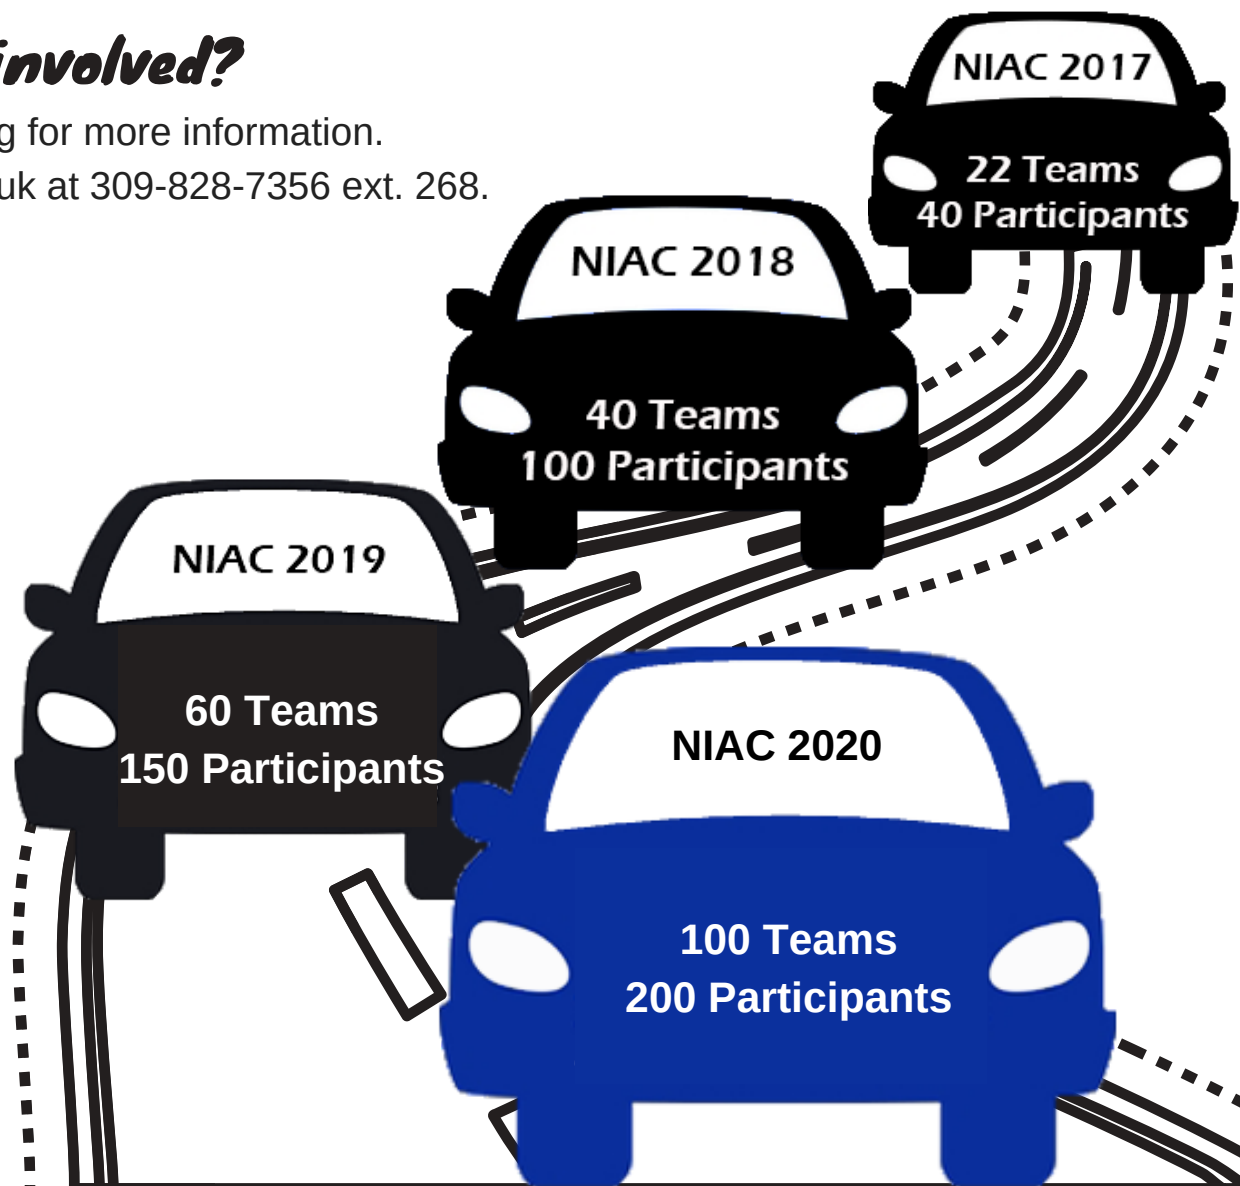 involved?
g for more information.
uk at 309-828-7356 ext. 268.
NIAC 2017
22 Teams
40 Participants
NIAC 2018
40 Teams
100 Participants
NIAC 2019
60 Teams
150 Participants
NIAC 2020
100 Teams
200 Participants